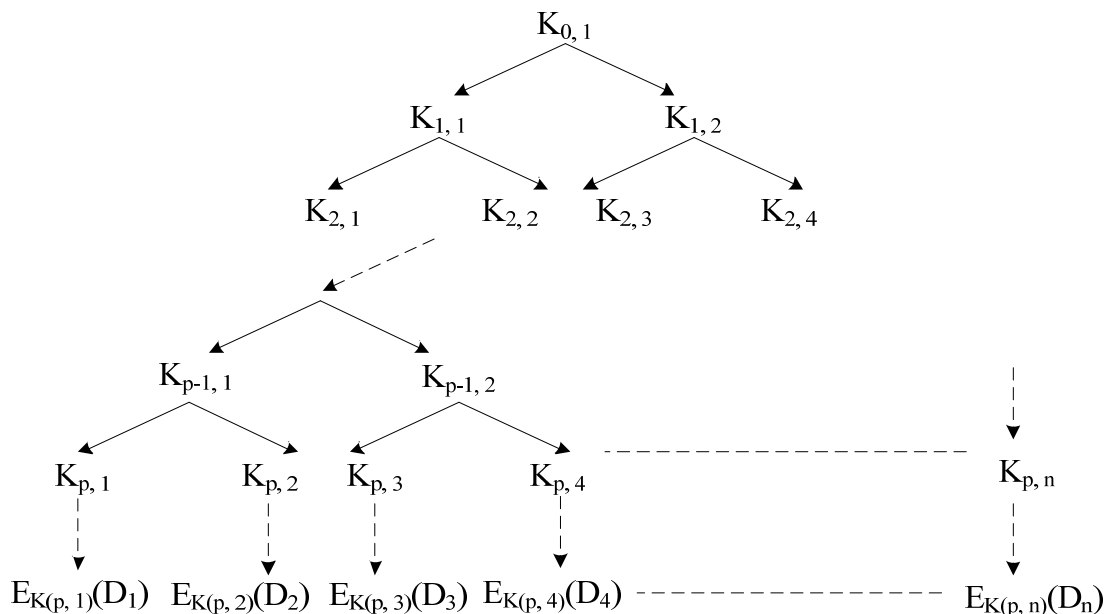 K0, 1
K1, 1 K1, 2
K2, 1 K2, 2 K2, 3 K2, 4
Kp-1, 1 Kp-1, 2
Kp, 1 Kp, 2 Kp, 3 Kp, 4 Kp, n
EK(p, 1)(D1) EK(p, 2)(D2) EK(p, 3)(D3) EK(p, 4)(D4) EK(p, n)(Dn)